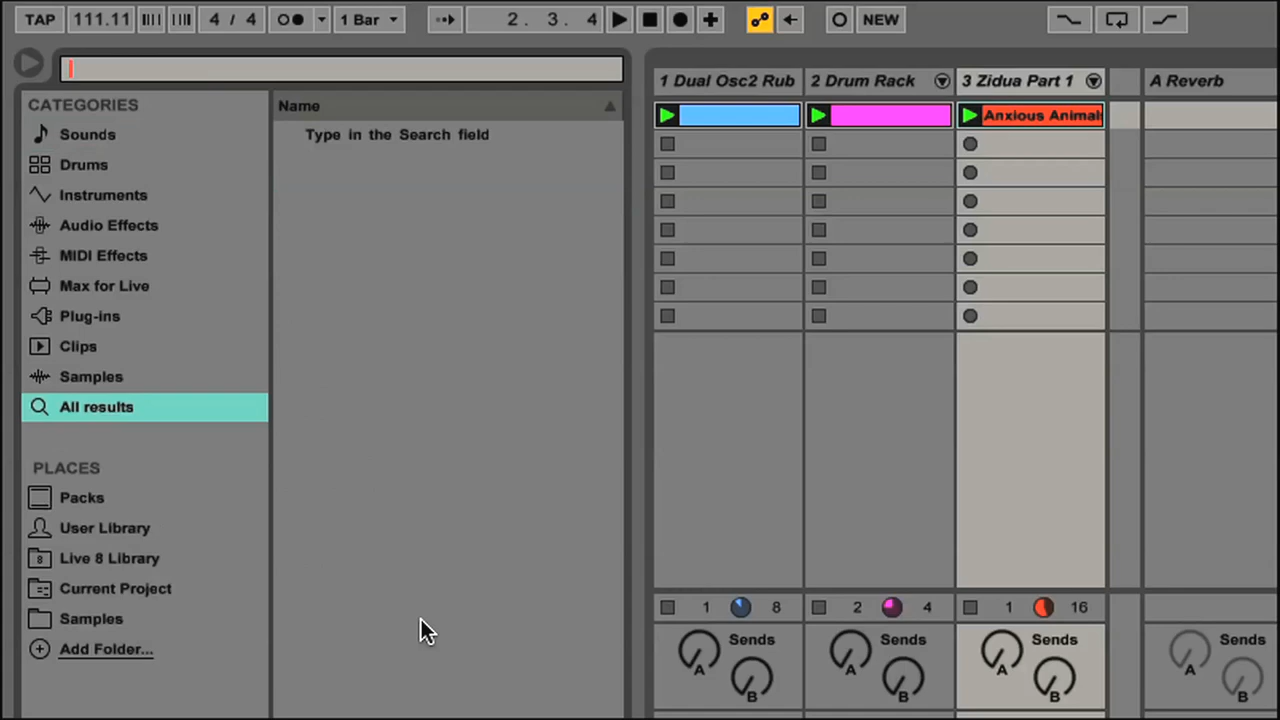 TAP 111.11 4 / 4 1 Bar 2. 3. 4 NEW
CATEGORIES
Sounds
Drums
Instruments
Audio Effects
MIDI Effects
Max for Live
Plug-ins
Clips
Samples
All results
PLACES
Packs
User Library
8 Live 8 Library
Current Project
Samples
Add Folder...
Name
Type in the Search field
1 Dual Osc2 Rub 2 Drum Rack 3 Zidua Part 1 A Reverb
Anxious Animals
1 8 2 4 1 16
Sends Sends Sends Sends
A A A A
B B B B